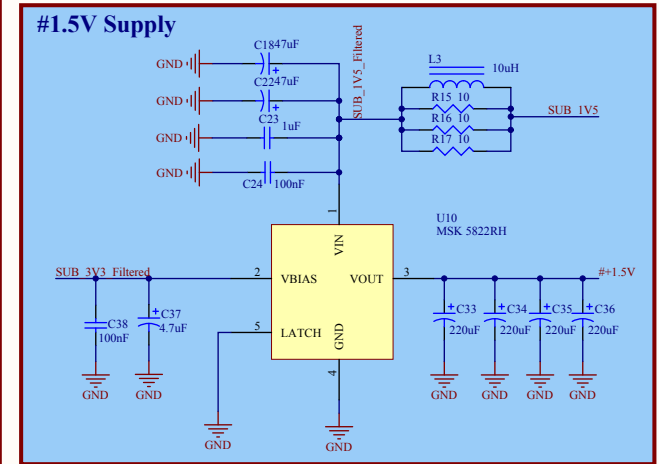 #1.5V Supply
GND
C18 47uF
GND
C22 47uF
GND
C23
1uF
GND
C24
100nF
SUB_1V5_Filtered
L3
10uH
R15 10
R16 10
R17 10
SUB_1V5
1
VIN
U10
MSK 5822RH
SUB_3V3_Filtered
2
VBIAS
VOUT
3
#+1.5V
C38
100nF
C37
4.7uF
5
LATCH
GND
4
C33
220uF
C34
220uF
C35
220uF
C36
220uF
GND
GND
GND
GND
GND
GND
GND
GND